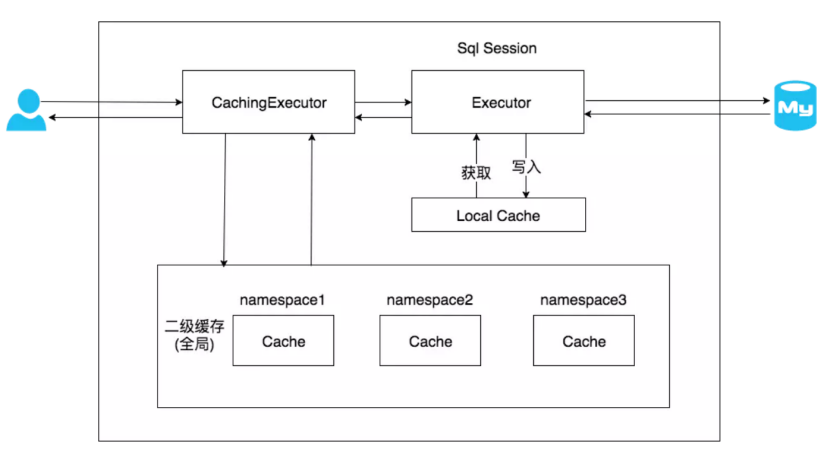 Sql Session
CachingExecutor
Executor
My
获取
写入
Local Cache
namespace1
namespace2
namespace3
二级缓存
(全局)
Cache
Cache
Cache